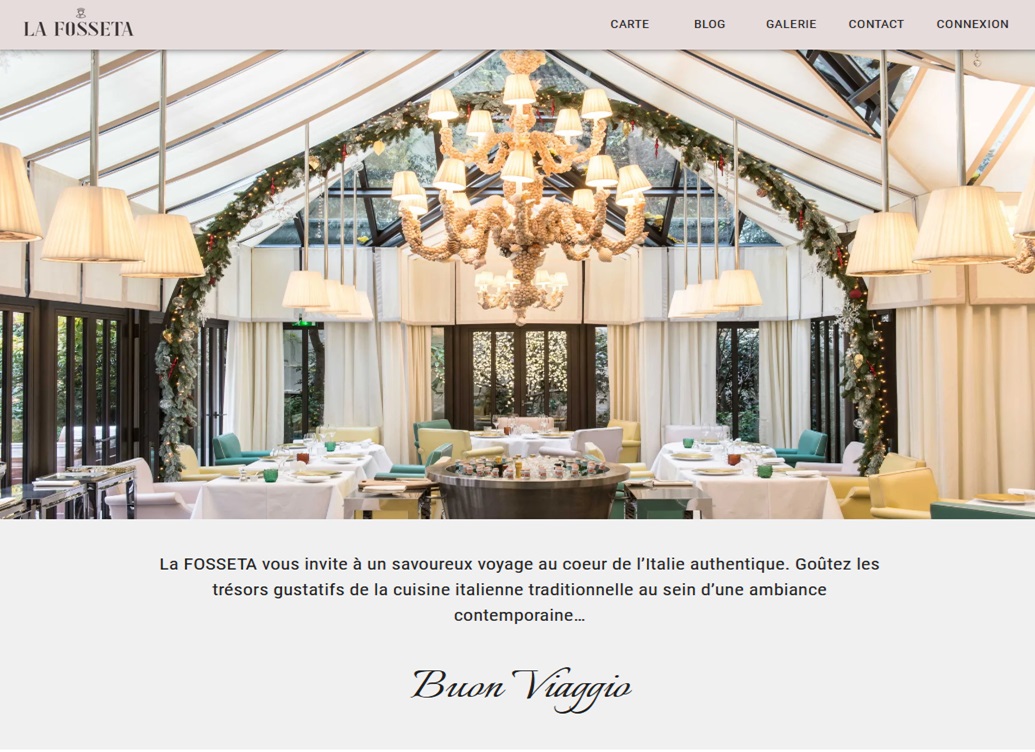 LA FOSSETA
CARTE
BLOG
GALERIE
CONTACT
CONNEXION
La FOSSETA vous invite à un savoureux voyage au coeur de l’Italie authentique. Goûtez les
trésors gustatifs de la cuisine italienne traditionnelle au sein d’une ambiance
contemporaine…
Buon Viaggio